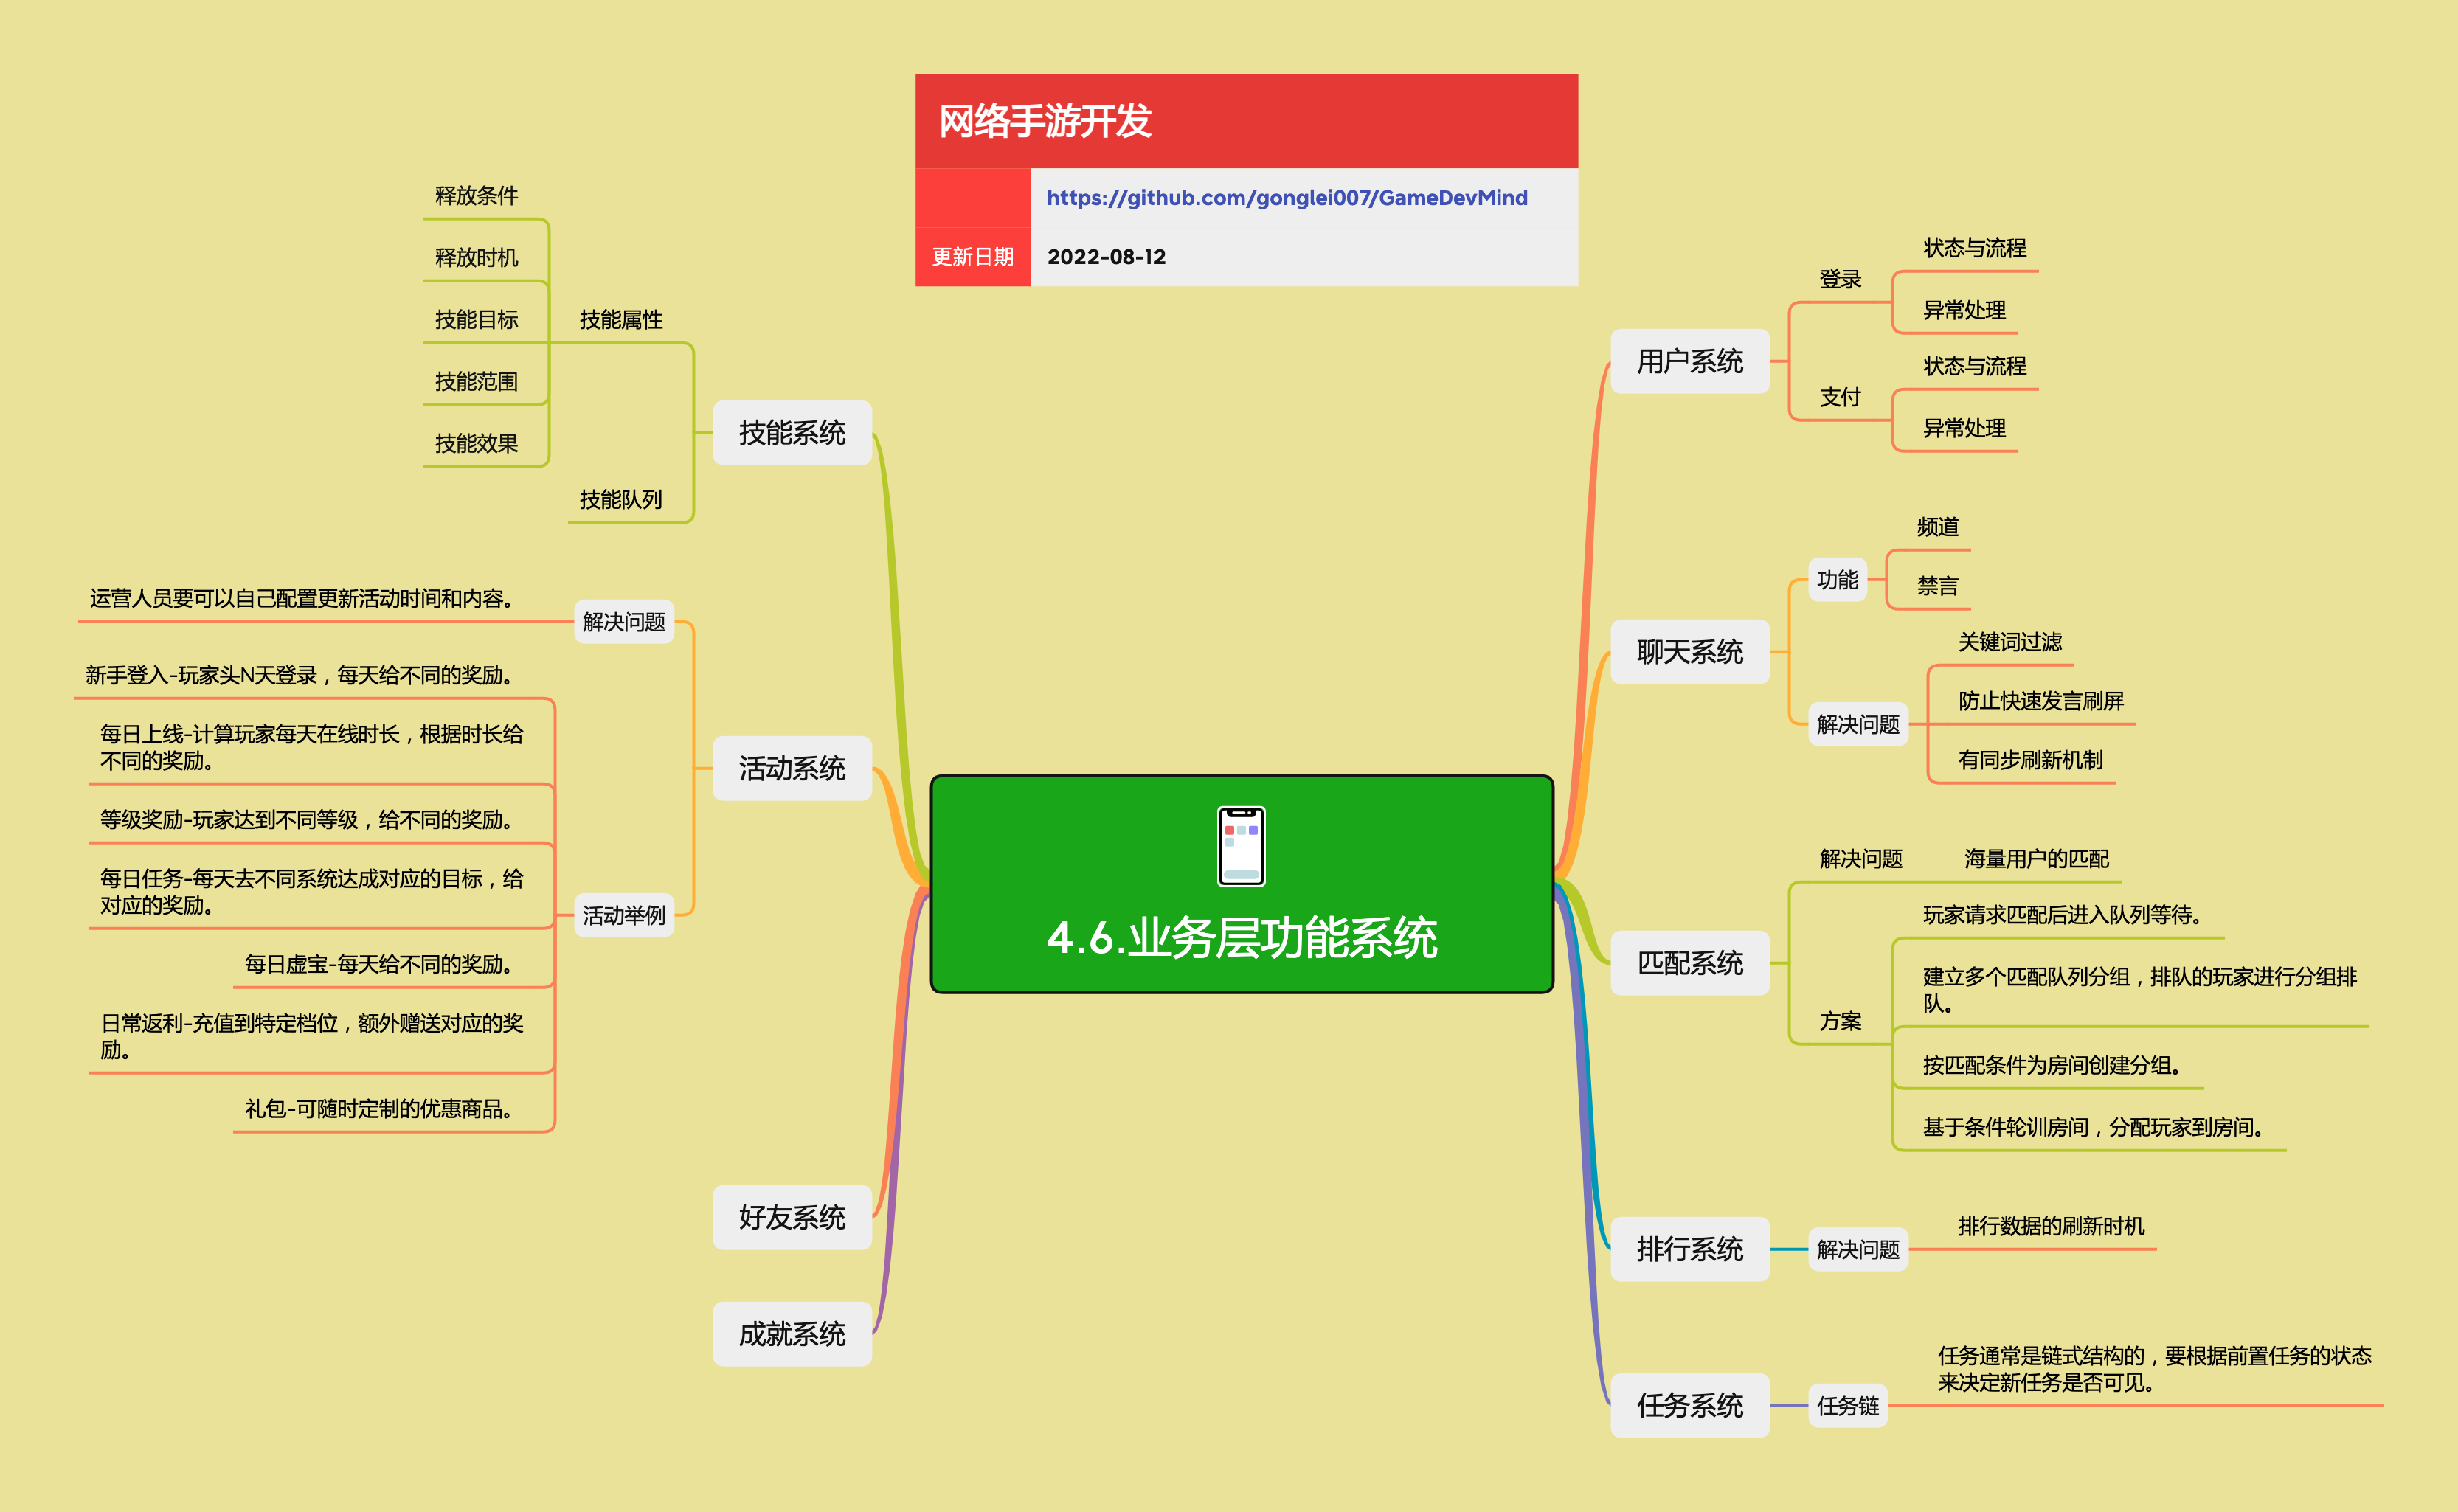 网络手游开发
https://github.com/gonglei007/GameDevMind
更新日期
2022-08-12
4.6.业务层功能系统
用户系统
登录
状态与流程
异常处理
支付
状态与流程
异常处理
聊天系统
功能
频道
禁言
解决问题
关键词过滤
防止快速发言刷屏
有同步刷新机制
匹配系统
解决问题
海量用户的匹配
方案
玩家请求匹配后进入队列等待。
建立多个匹配队列分组，排队的玩家进行分组排
队。
按匹配条件为房间创建分组。
基于条件轮训房间，分配玩家到房间。
排行系统
解决问题
排行数据的刷新时机
任务系统
任务链
任务通常是链式结构的，要根据前置任务的状态
来决定新任务是否可见。
技能系统
技能属性
释放条件
释放时机
技能目标
技能范围
技能效果
技能队列
活动系统
解决问题
运营人员要可以自己配置更新活动时间和内容。
活动举例
新手登入-玩家头N天登录，每天给不同的奖励。
每日上线-计算玩家每天在线时长，根据时长给
不同的奖励。
等级奖励-玩家达到不同等级，给不同的奖励。
每日任务-每天去不同系统达成对应的目标，给
对应的奖励。
每日虚宝-每天给不同的奖励。
日常返利-充值到特定档位，额外赠送对应的奖
励。
礼包-可随时定制的优惠商品。
好友系统
成就系统